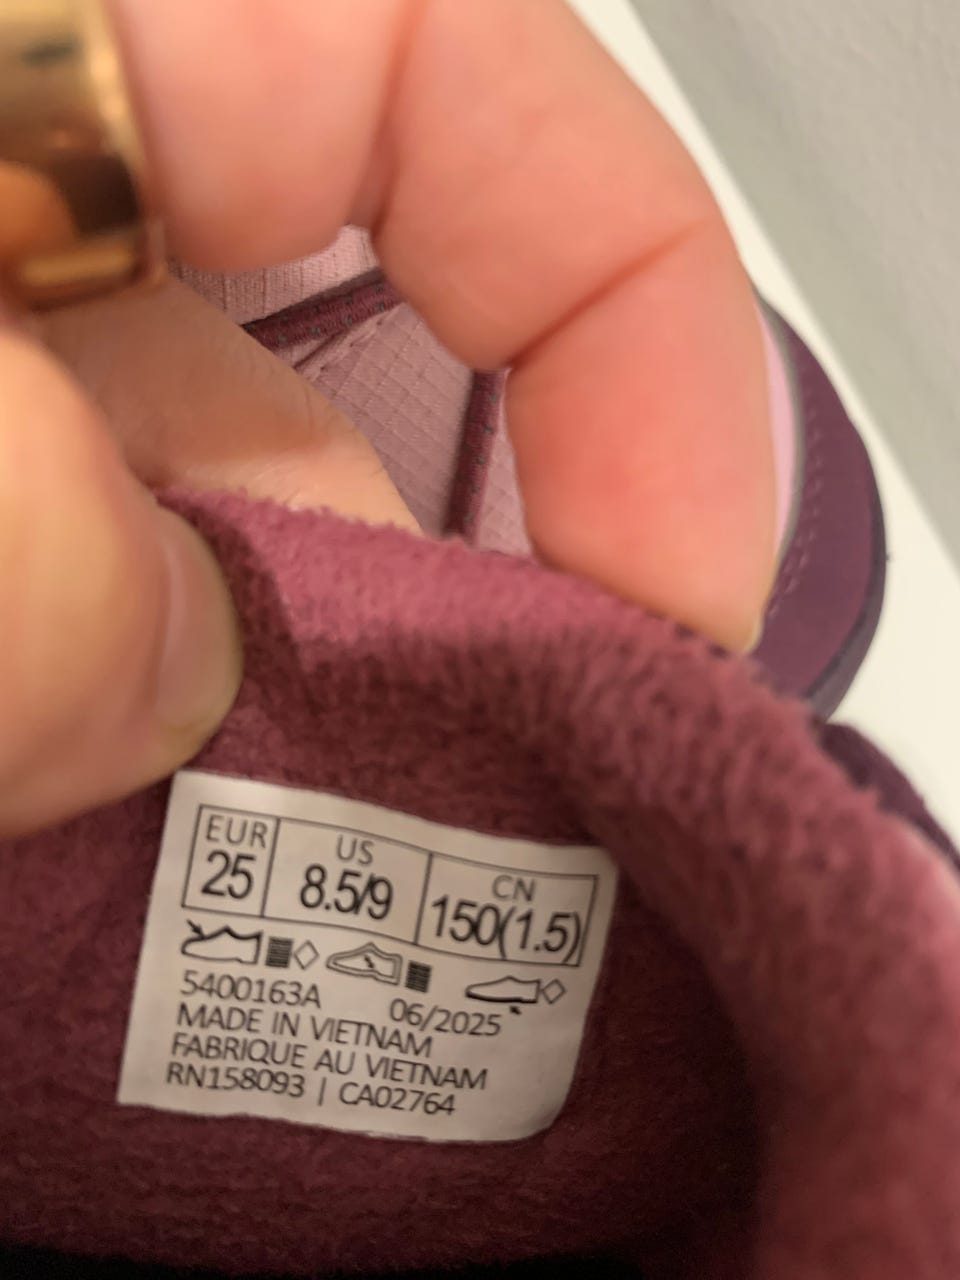 EUR US CN
25 8.5/9 150(1.5)
5400163A 06/2025
MADE IN VIETNAM
FABRIQUE AU VIETNAM
RN158093 | CA02764